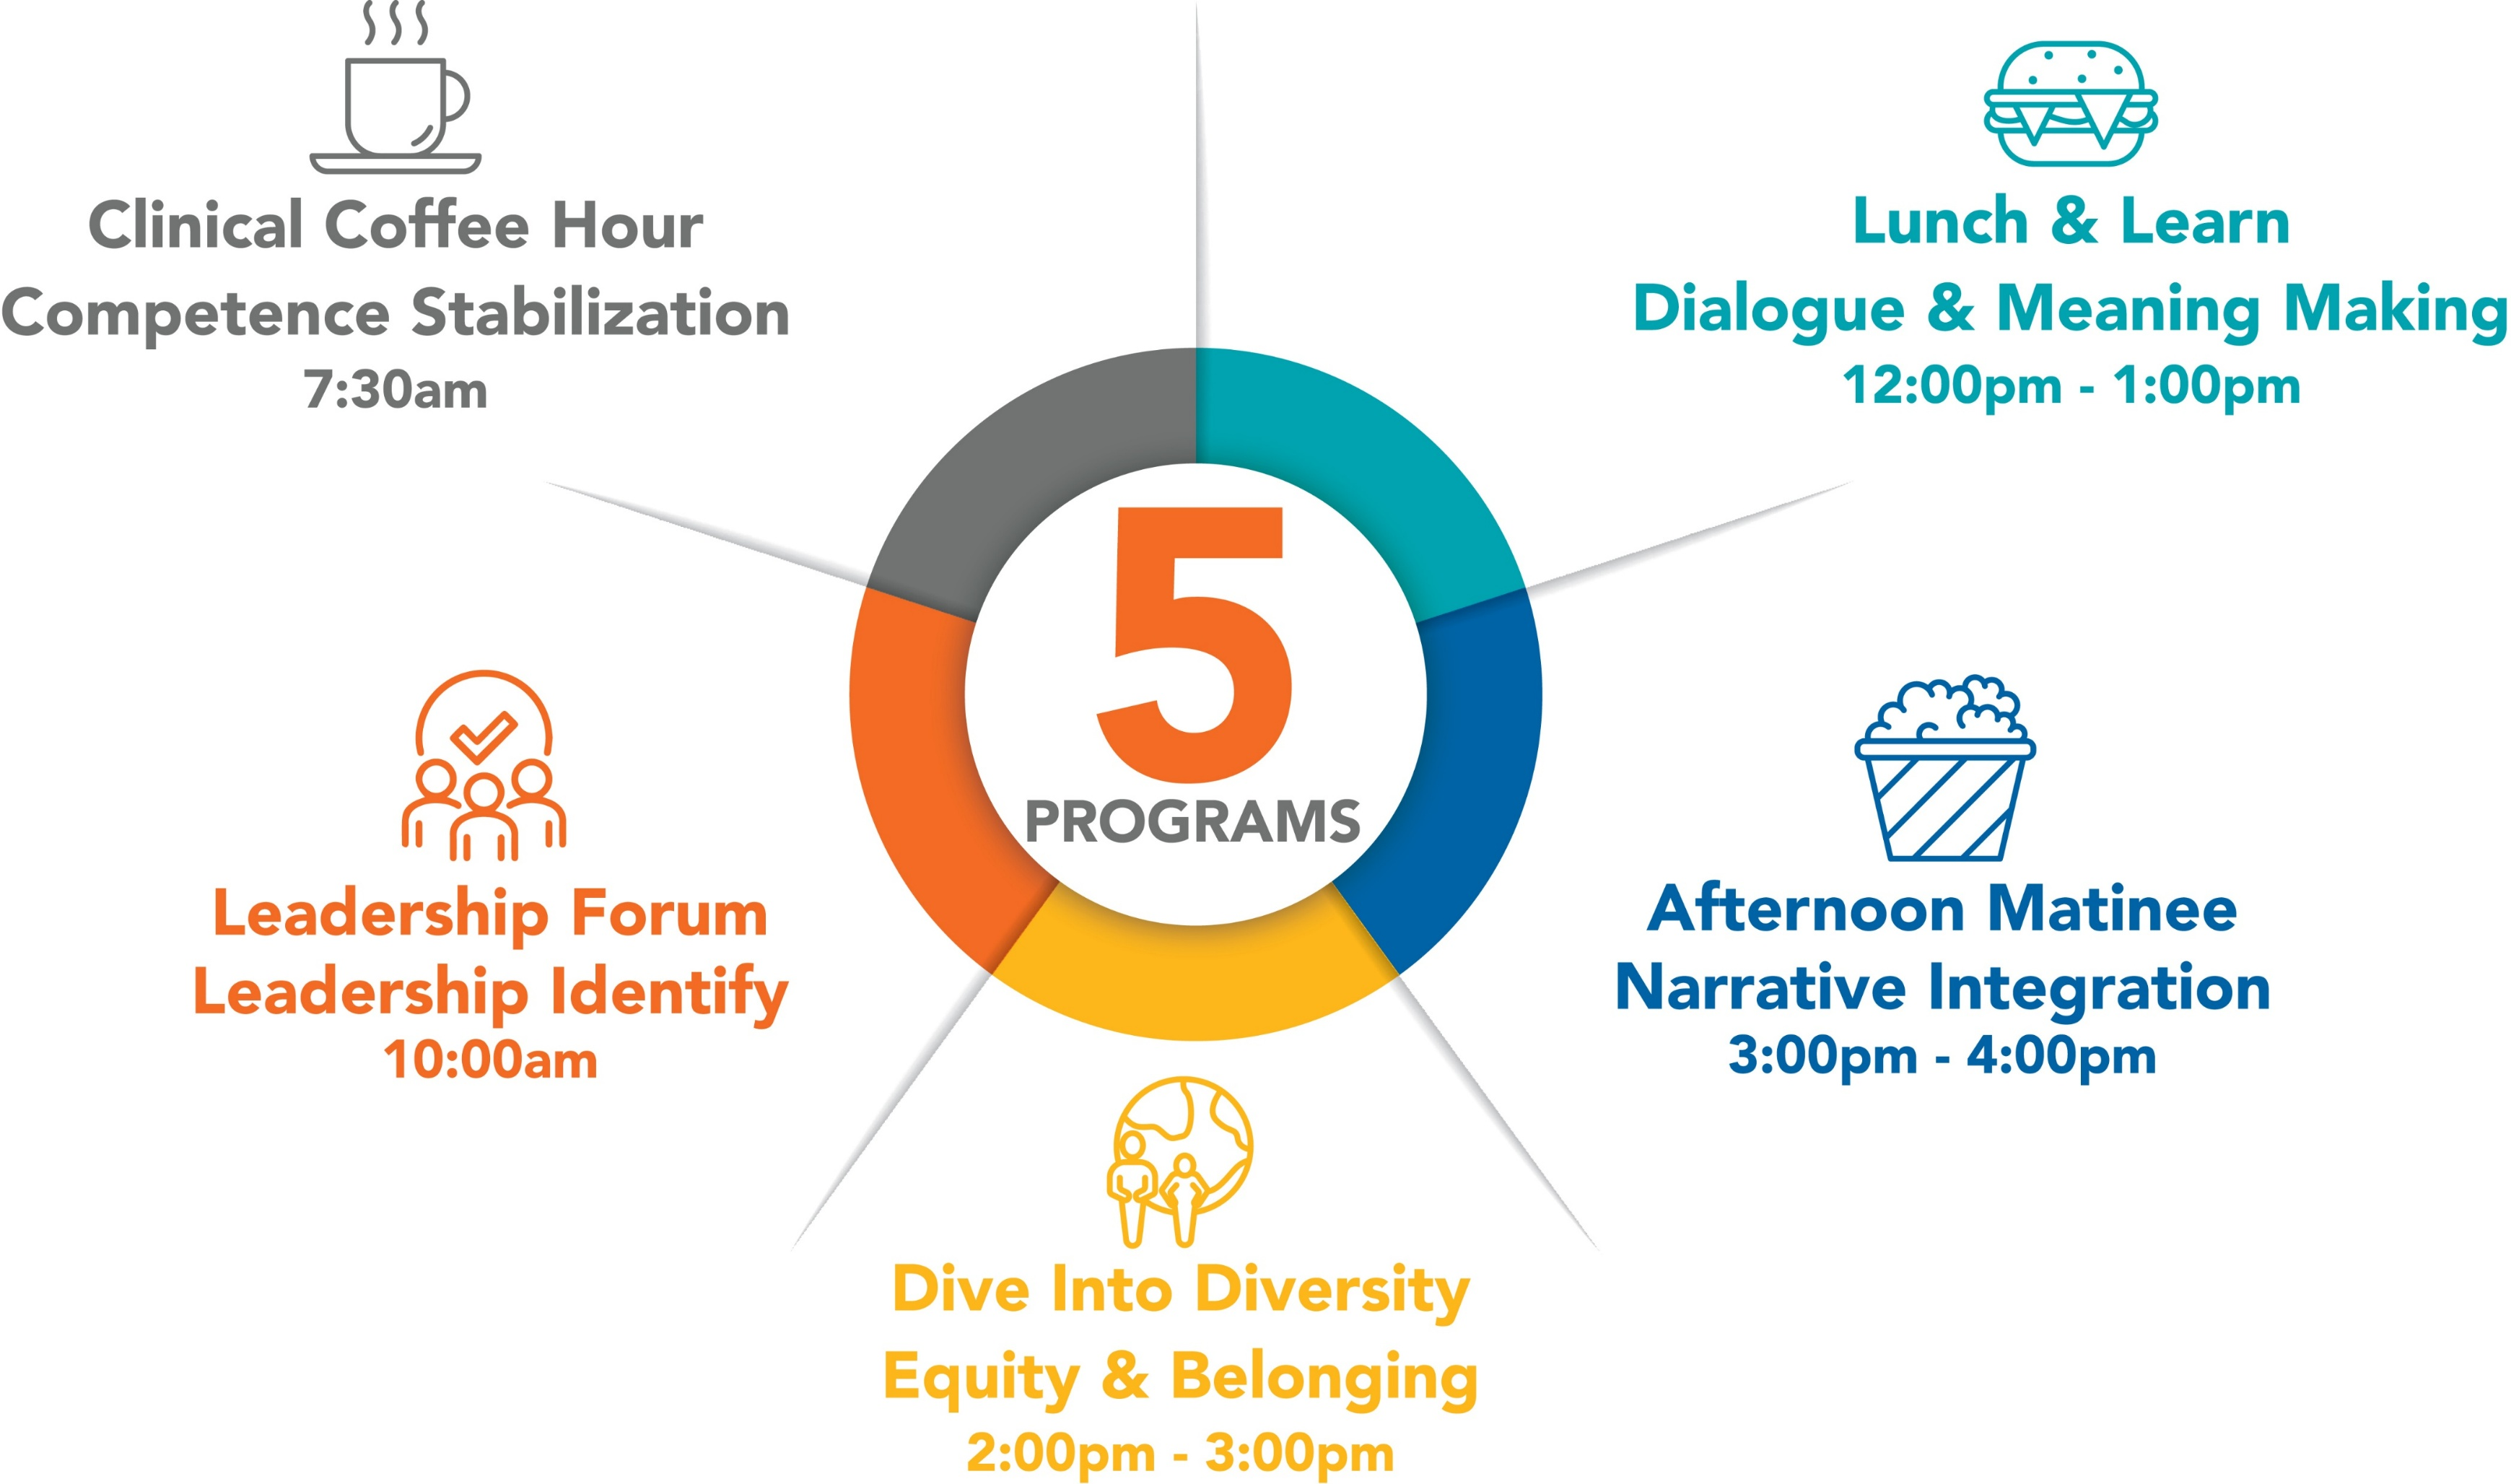 Clinical Coffee Hour
Competence Stabilization
7:30am
Lunch & Learn
Dialogue & Meaning Making
12:00pm - 1:00pm
5
PROGRAMS
Leadership Forum
Leadership Identify
10:00am
Afternoon Matinee
Narrative Integration
3:00pm - 4:00pm
Dive Into Diversity
Equity & Belonging
2:00pm - 3:00pm